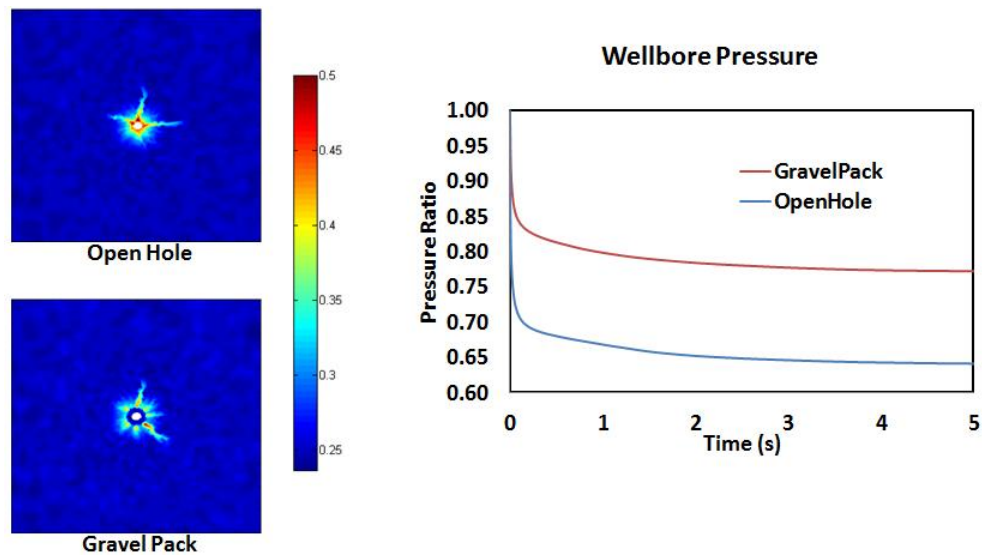 Open Hole
Gravel Pack
0.5
0.45
0.4
0.35
0.3
0.25
Wellbore Pressure
Pressure Ratio
1.00
0.95
0.90
0.85
0.80
0.75
0.70
0.65
0.60
GravelPack
OpenHole
0 1 2 3 4 5
Time (s)